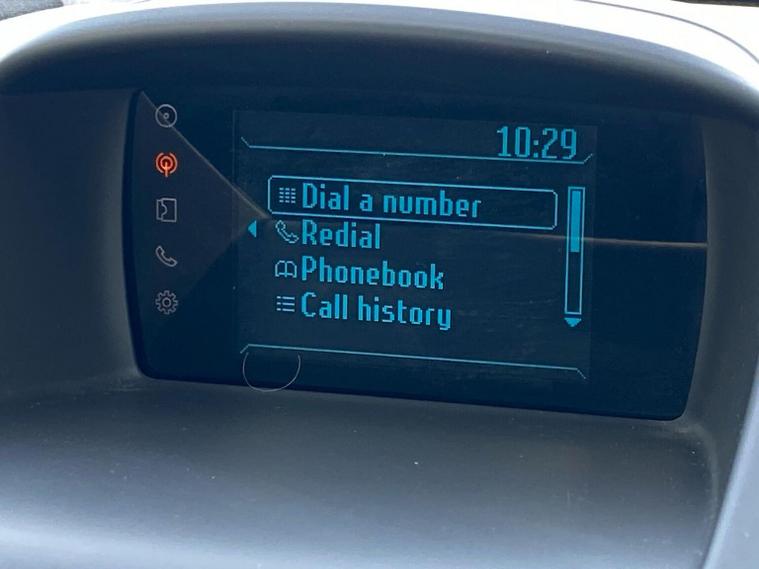 10:29
Dial a number
Redial
Phonebook
Call history